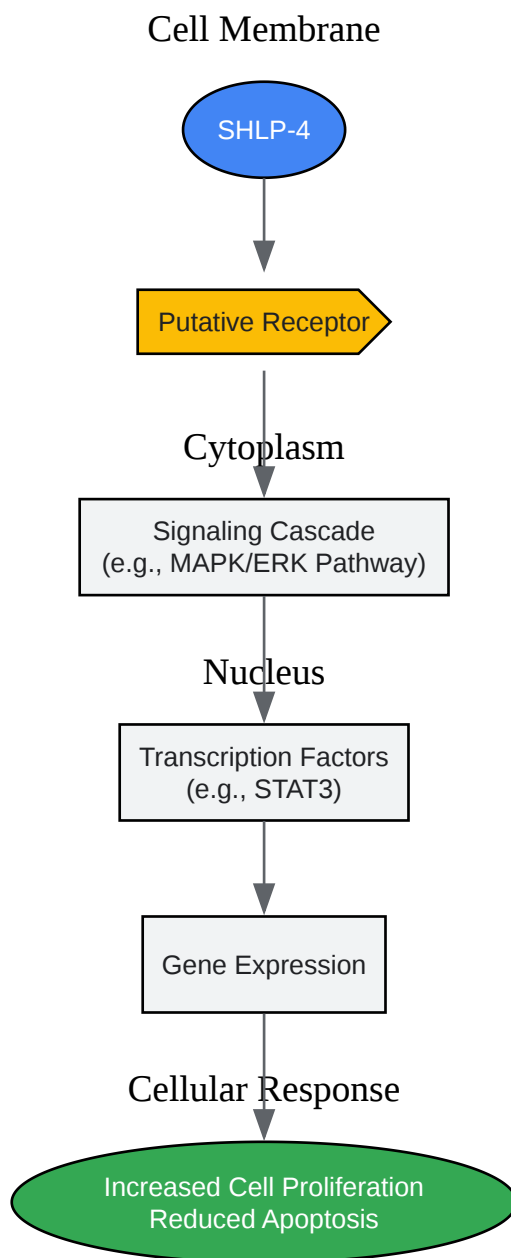 Cell Membrane
SHLP-4
Putative Receptor
Cytoplasm
Signaling Cascade
(e.g., MAPK/ERK Pathway)
Nucleus
Transcription Factors
(e.g., STAT3)
Gene Expression
Cellular Response
Increased Cell Proliferation
Reduced Apoptosis